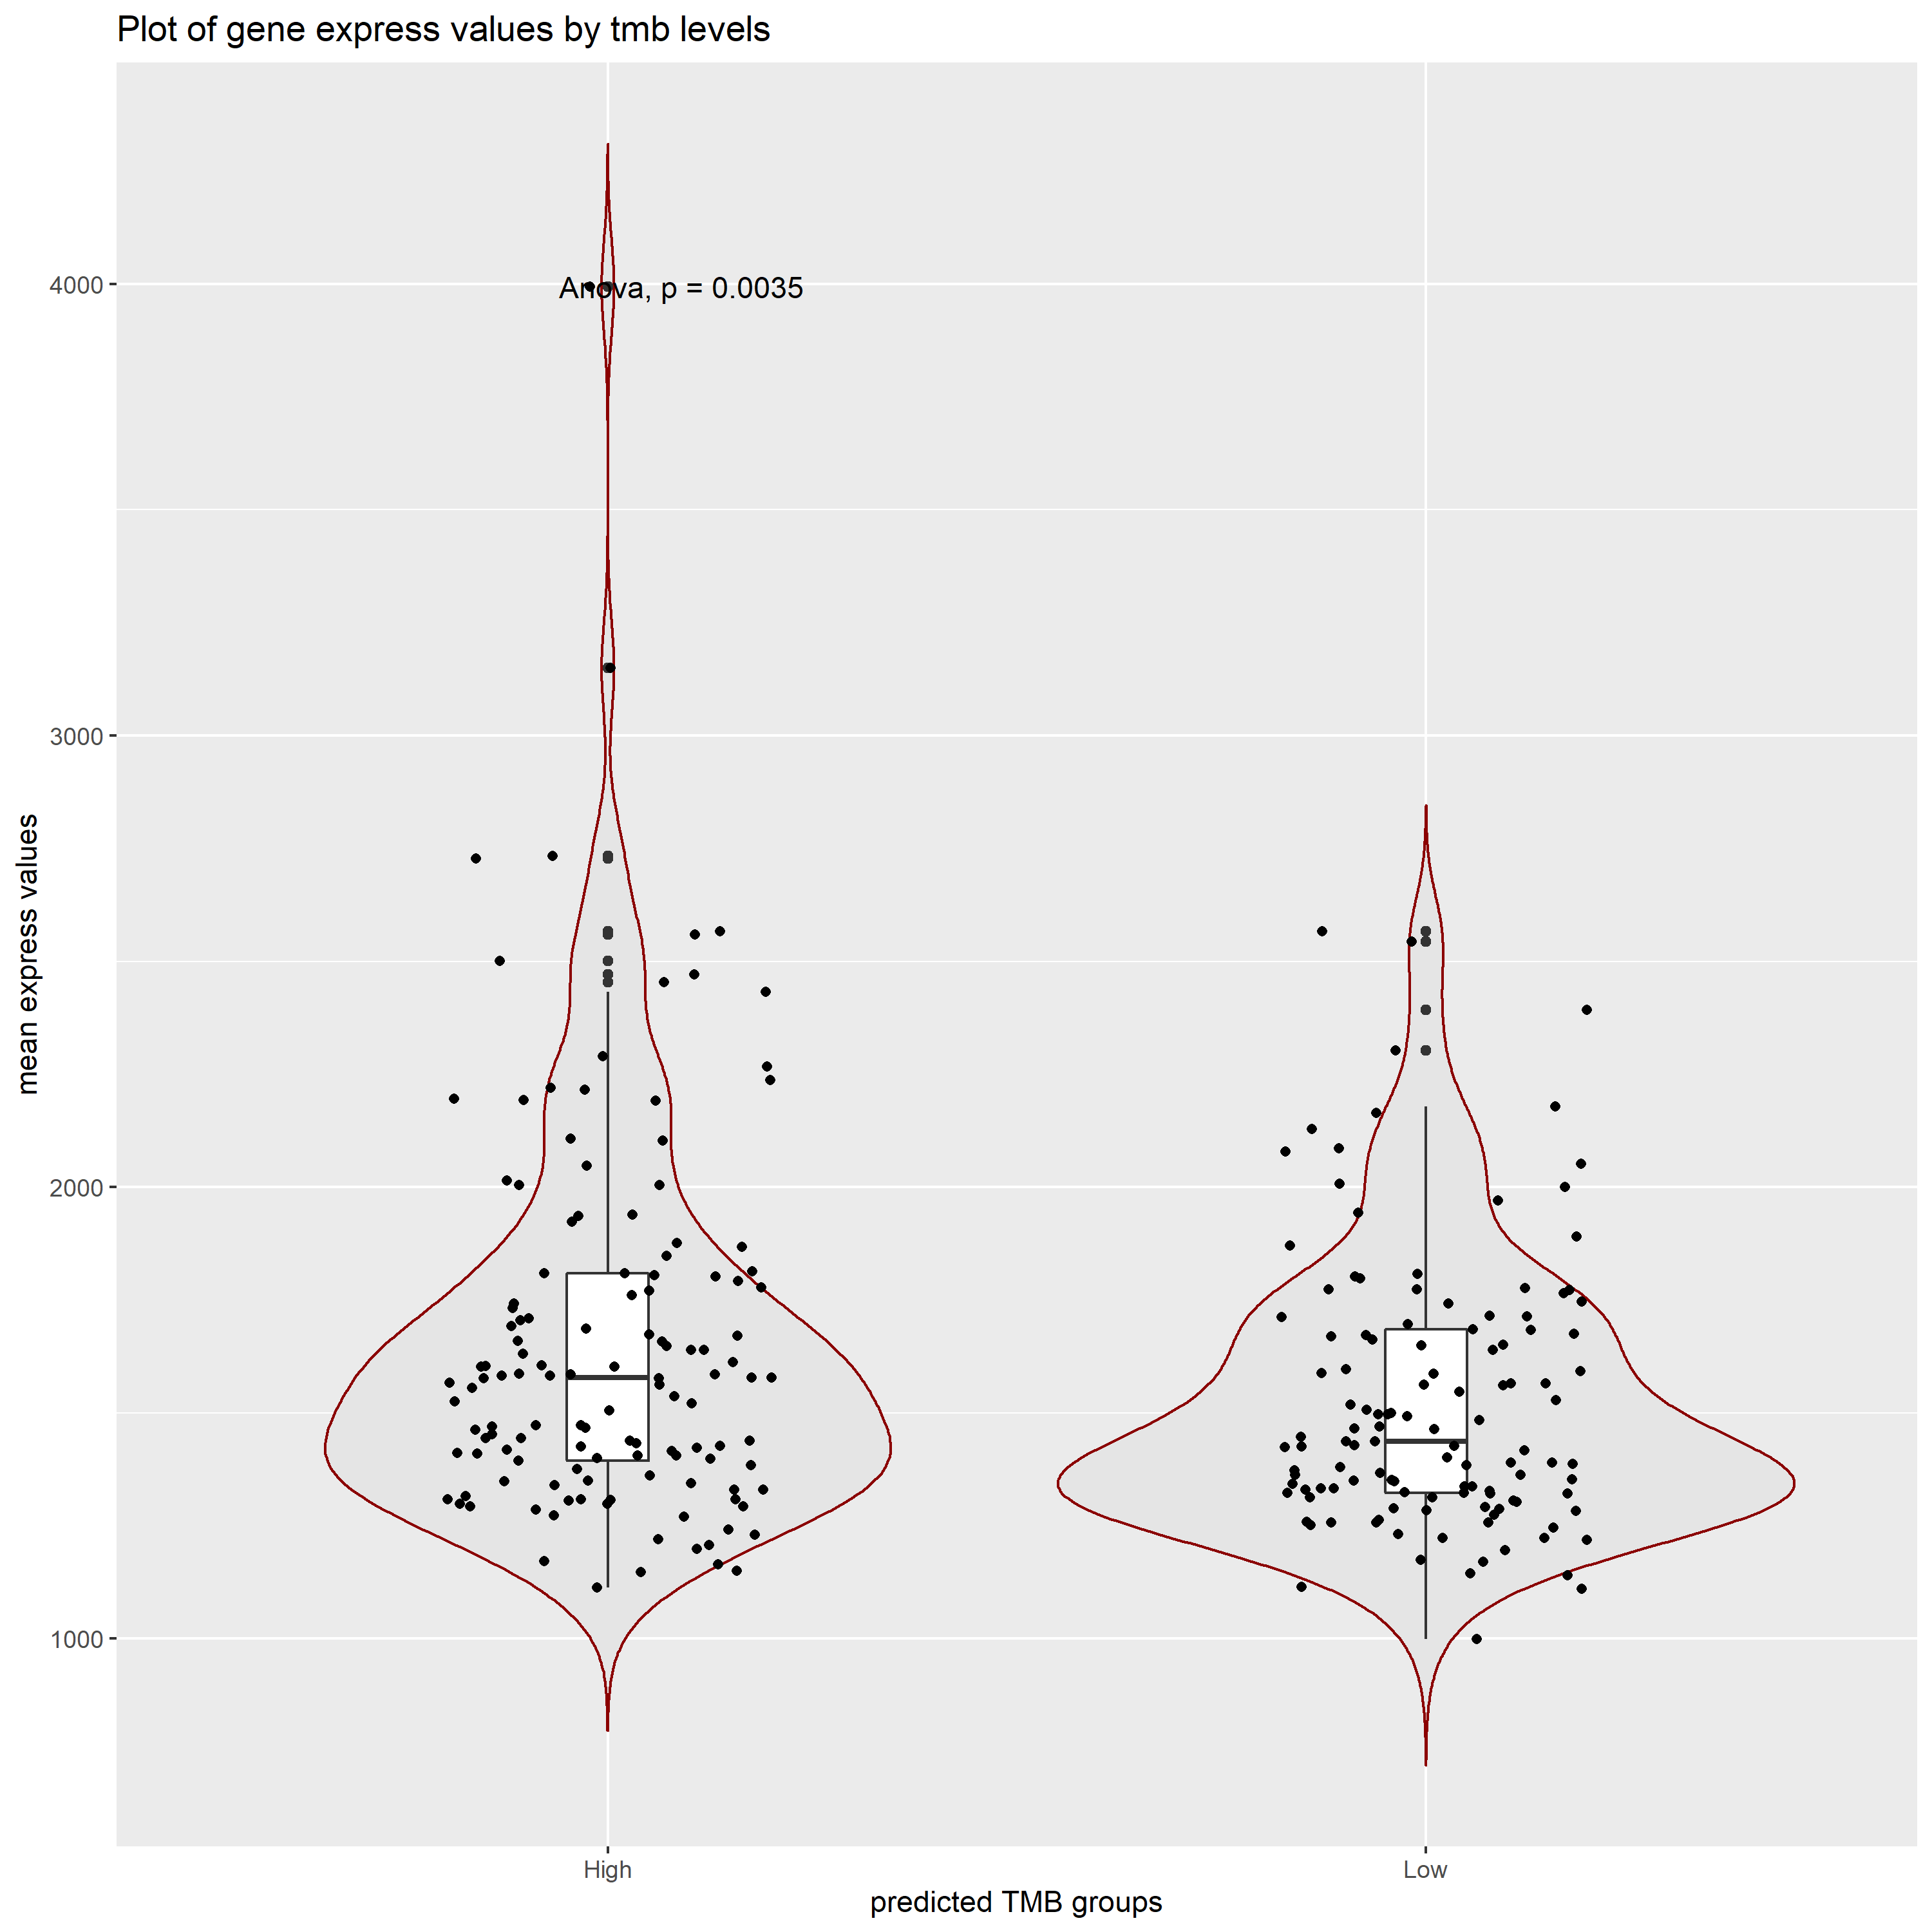 Plot of gene express values by tmb levels
Anova, p = 0.0035
4000
3000
2000
1000
mean express values
High
Low
predicted TMB groups